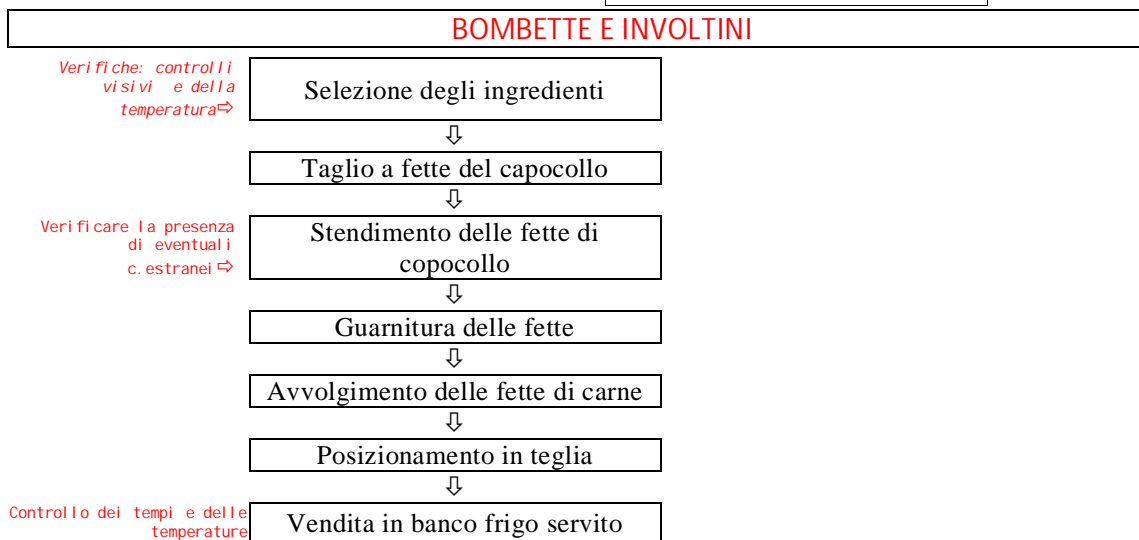 BOMBETTE E INVOLTINI
Verifiche: controlli
visivi e della
temperatura⇨
Selezione degli ingredienti
⇩
Taglio a fette del capocollo
⇩
Verificare la presenza
di eventuali
c.estranei ⇨
Stendimento delle fette di
copocollo
⇩
Guarnitura delle fette
⇩
Avvolgimento delle fette di carne
⇩
Posizionamento in teglia
⇩
Controllo dei tempi e delle
temperature
Vendita in banco frigo servito